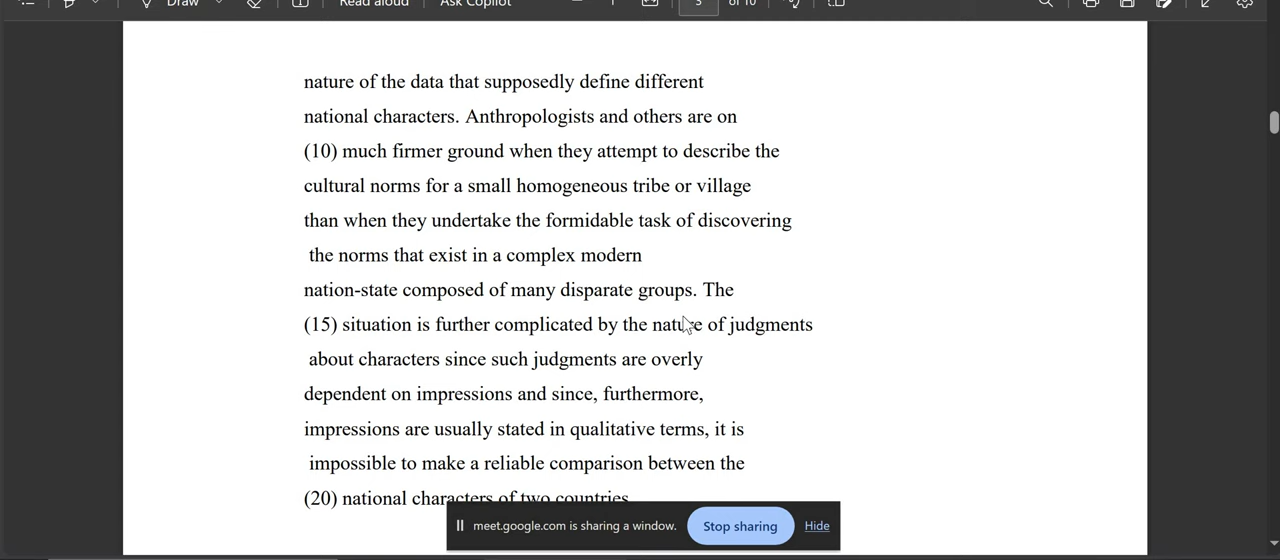 Draw
Read aloud
Ask Copilot
3 of 10
nature of the data that supposedly define different
national characters. Anthropologists and others are on
(10) much firmer ground when they attempt to describe the
cultural norms for a small homogeneous tribe or village
than when they undertake the formidable task of discovering
the norms that exist in a complex modern
nation-state composed of many disparate groups. The
(15) situation is further complicated by the nature of judgments
about characters since such judgments are overly
dependent on impressions and since, furthermore,
impressions are usually stated in qualitative terms, it is
impossible to make a reliable comparison between the
(20) national characters of two countries
meet.google.com is sharing a window.
Stop sharing
Hide